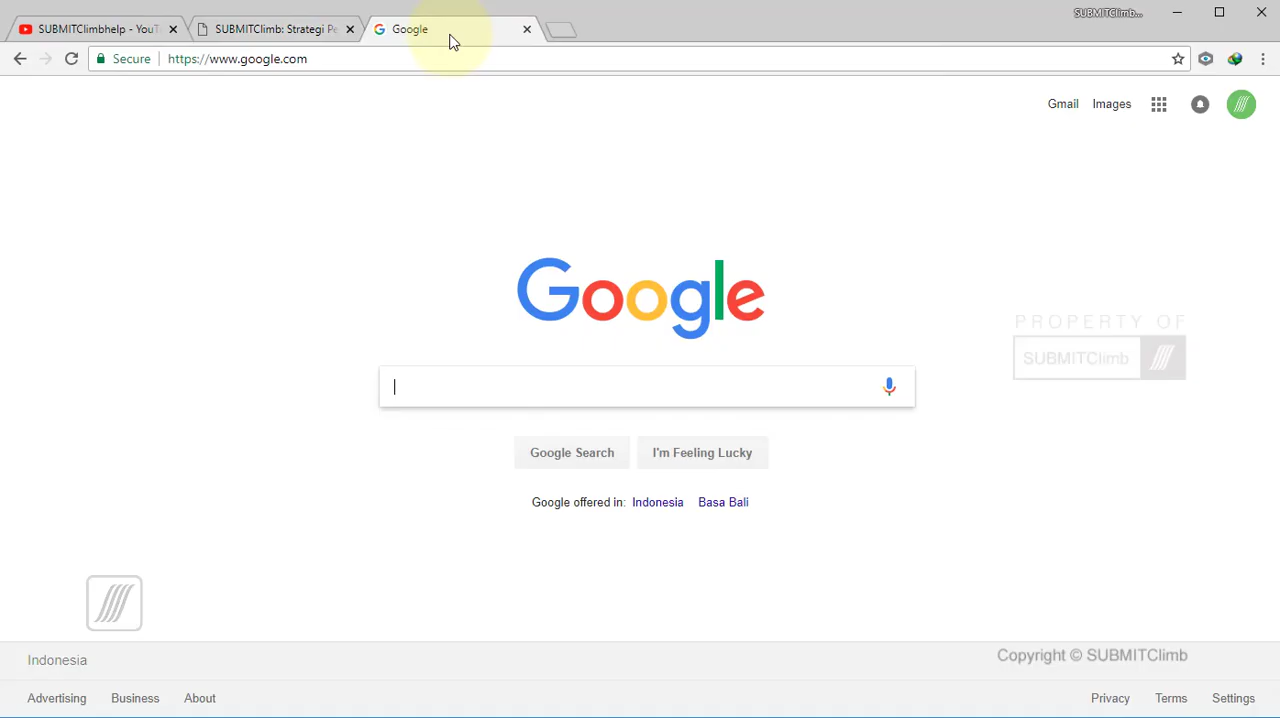 SUBMITClimbhelp - YouT
SUBMITClimb: Strategi Pe
Google
SUBMITClimb...
Secure
https://www.google.com
Gmail
Images
Google
PROPERTY OF
SUBMITClimb
Google Search
I'm Feeling Lucky
Google offered in: Indonesia Basa Bali
Indonesia
Copyright © SUBMITClimb
Advertising
Business
About
Privacy
Terms
Settings